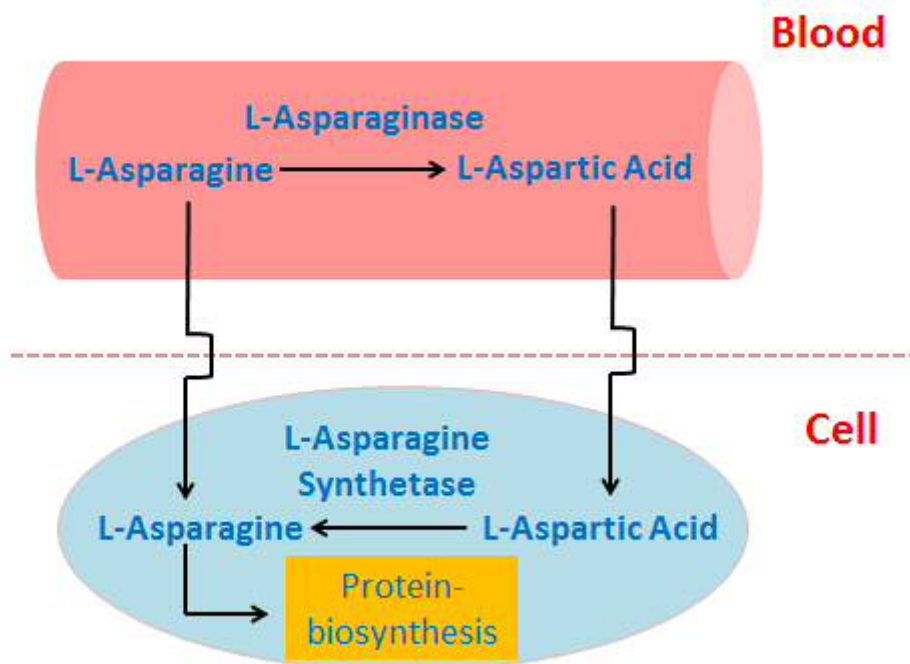 Blood
L-Asparaginase
L-Asparagine L-Aspartic Acid
Cell
L-Asparagine
Synthetase
L-Asparagine L-Aspartic Acid
Protein-
biosynthesis